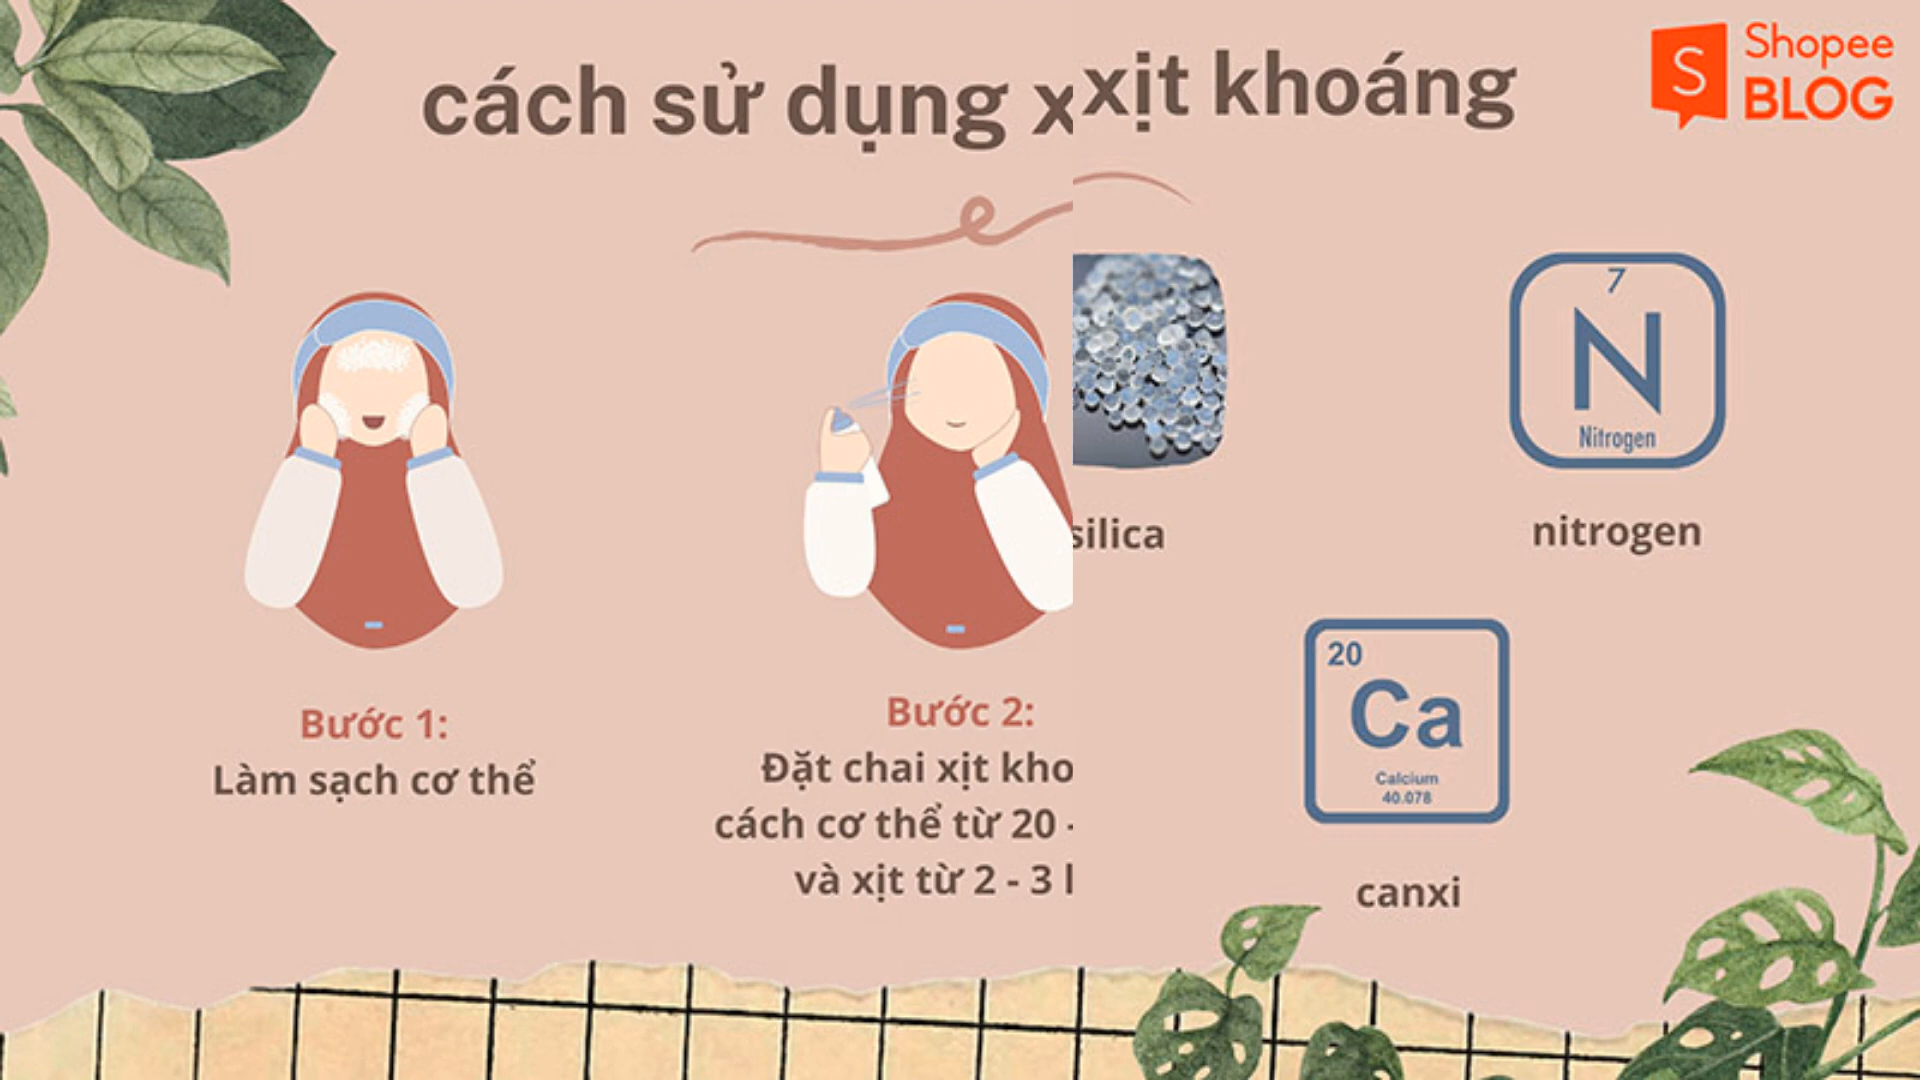 cách sử dụng x
xịt khoáng
Shopee
BLOG
S
7
N
Nitrogen
silica
nitrogen
Bước 1:
Làm sạch cơ thể
Bước 2:
Đặt chai xịt kho
cách cơ thể từ 20 -
và xịt từ 2 - 3 l
20
Ca
Calcium
40.078
canxi